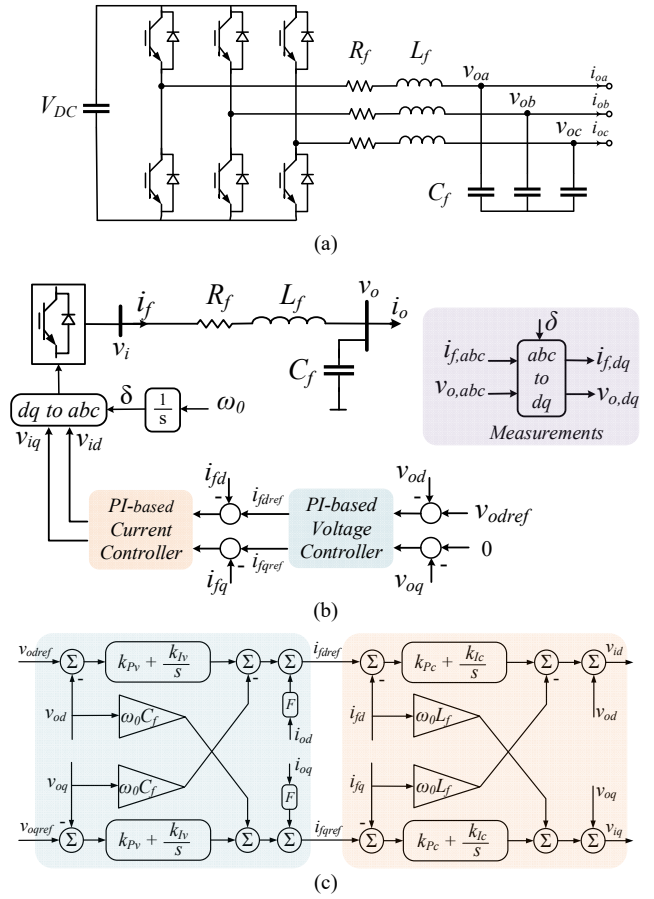 R_f L_f
v_oa i_oa
V_DC
v_ob i_ob
v_oc i_oc
C_f
(a)
i_f R_f L_f v_o i_o
v_i
C_f
δ
i_f,abc abc to dq i_f,dq
v_o,abc v_o,dq
Measurements
dq to abc δ 1/s ω_0
v_iq v_id
i_fd v_od
- -
PI-based Current Controller i_fdref PI-based Voltage Controller v_odref
i_fqref 0
- -
i_fq v_oq
(b)
v_odref Σ k_Pv + k_Iv/s Σ Σ i_fdref Σ k_Pc + k_Ic/s Σ Σ v_id
- - - -
F
v_od ω_0C_f i_od i_fd ω_0L_f v_od
v_oq ω_0C_f i_oq i_fq ω_0L_f v_oq
F
- -
v_oqref Σ k_Pv + k_Iv/s Σ Σ i_fqref Σ k_Pc + k_Ic/s Σ Σ v_iq
(c)